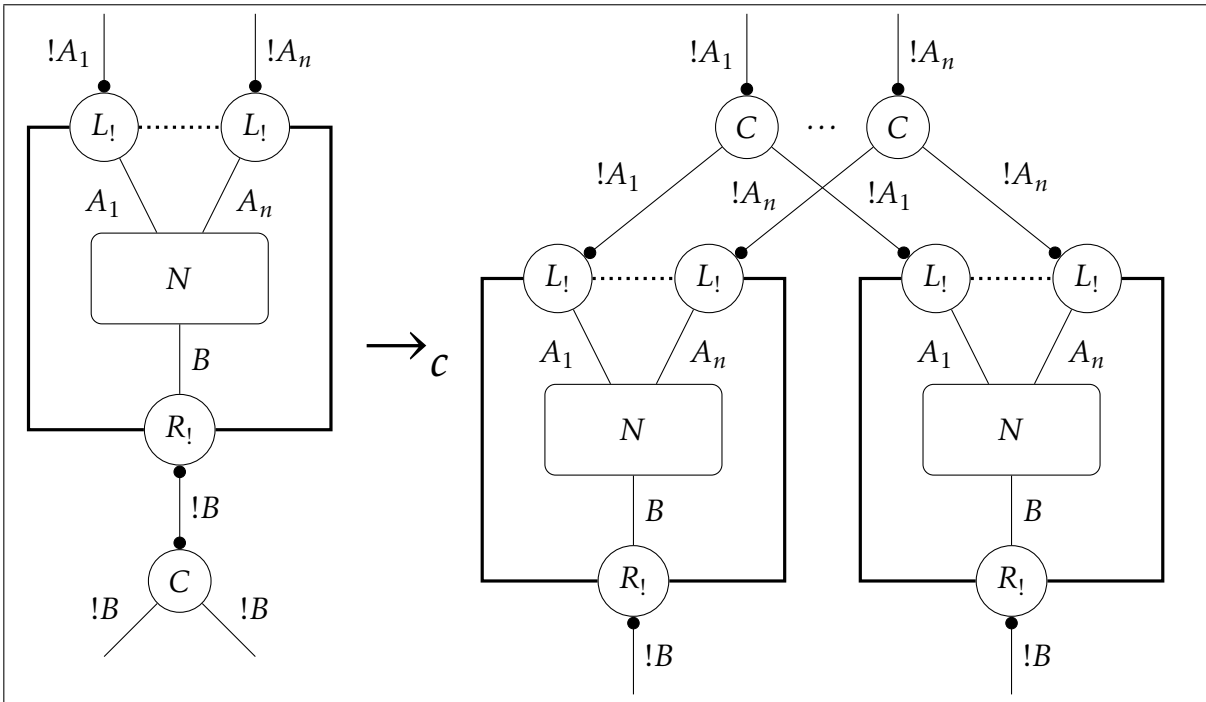 !A₁ !Aₙ !A₁ !Aₙ
L! L! C ··· C
!A₁ !Aₙ !A₁ !Aₙ
A₁ Aₙ
N L! L! L! L!
B →c A₁ Aₙ A₁ Aₙ
R! N N
!B B B
C R! R!
!B !B !B !B